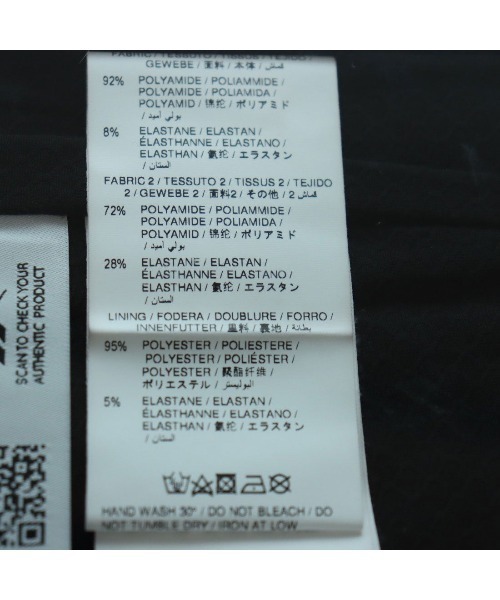 FABRIC / TESSUTO / TISSUS / TEJIDO
GEWEBE / 面料 / 本体 / قماش
92% POLYAMIDE / POLIAMMIDE /
POLYAMIDE / POLIAMIDA /
POLYAMID / 锦纶 / ポリアミド
/ بولي أميد
8% ELASTANE / ELASTAN /
ÉLASTHANNE / ELASTANO /
ELASTHAN / 氨纶 / エラスタン
/ الستان
FABRIC 2 / TESSUTO 2 / TISSUS 2 / TEJIDO
2 / GEWEBE 2 / 面料2 / その他 / قماش 2
72% POLYAMIDE / POLIAMMIDE /
POLYAMIDE / POLIAMIDA /
POLYAMID / 锦纶 / ポリアミド
/ بولي أميد
28% ELASTANE / ELASTAN /
ÉLASTHANNE / ELASTANO /
ELASTHAN / 氨纶 / エラスタン
/ الستان
LINING / FODERA / DOUBLURE / FORRO /
INNENFUTTER / 里料 / 裏地 / بطانة
95% POLYESTER / POLIESTERE /
POLYESTER / POLIÉSTER /
POLYESTER / 聚酯纤维 /
ポリエステル / البوليستر
5% ELASTANE / ELASTAN /
ÉLASTHANNE / ELASTANO /
ELASTHAN / 氨纶 / エラスタン
/ الستان
HAND WASH 30° / DO NOT BLEACH / DO
NOT TUMBLE DRY / IRON AT LOW
SCAN TO CHECK YOUR
AUTHENTIC PRODUCT